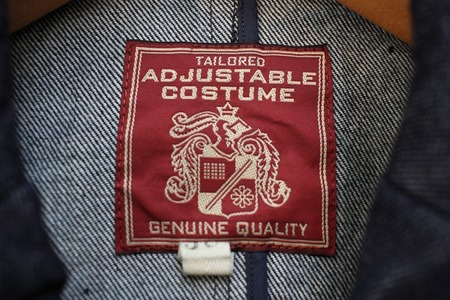 TAILORED
ADJUSTABLE
COSTUME
GENUINE QUALITY